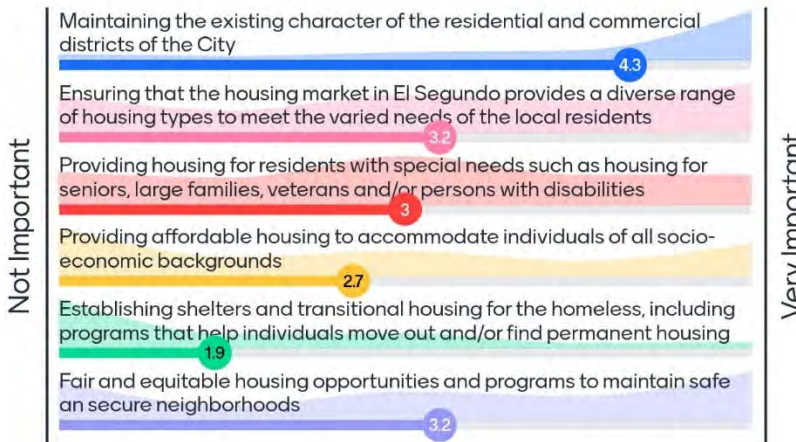 Maintaining the existing character of the residential and commercial
districts of the City
4.3
Ensuring that the housing market in El Segundo provides a diverse range
of housing types to meet the varied needs of the local residents
3.2
Providing housing for residents with special needs such as housing for
seniors, large families, veterans and/or persons with disabilities
3
Providing affordable housing to accommodate individuals of all socio-
economic backgrounds
2.7
Establishing shelters and transitional housing for the homeless, including
programs that help individuals move out and/or find permanent housing
1.9
Fair and equitable housing opportunities and programs to maintain safe
an secure neighborhoods
3.2
Not Important
Very Important